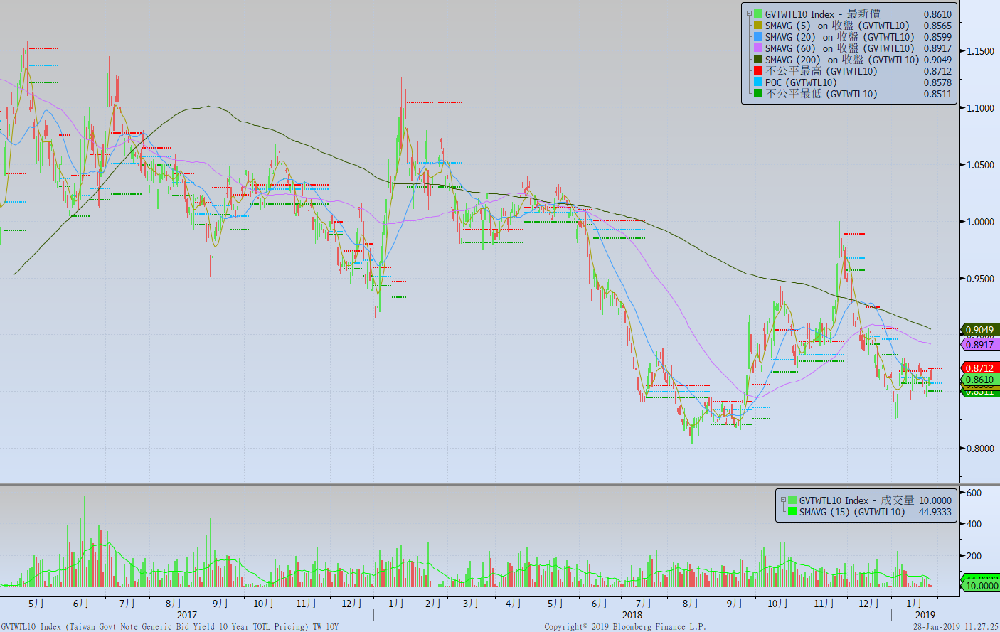 GVTWTL10 Index - 最新價 0.8610
SMAVG (5) on 收盤 (GVTWTL10) 0.8565
SMAVG (20) on 收盤 (GVTWTL10) 0.8599
SMAVG (60) on 收盤 (GVTWTL10) 0.8917
SMAVG (200) on 收盤 (GVTWTL10) 0.9049
不公平最高 (GVTWTL10) 0.8712
POC (GVTWTL10) 0.8578
不公平最低 (GVTWTL10) 0.8511
1.1500
1.1000
1.0500
1.0000
0.9500
0.9049
0.8917
0.8712
0.8610
0.8511
0.8000
GVTWTL10 Index - 成交量 10.0000
SMAVG (15) (GVTWTL10) 44.9333
600
400
200
10.0000
5月 6月 7月 8月 9月 10月 11月 12月 1月 2月 3月 4月 5月 6月 7月 8月 9月 10月 11月 12月 1月
2017 2018 2019
GVTWTL10 Index (Taiwan Govt Note Generic Bid Yield 10 Year TOTL Pricing) TW 10Y Copyright© 2019 Bloomberg Finance L.P. 28-Jan-2019 11:27:25